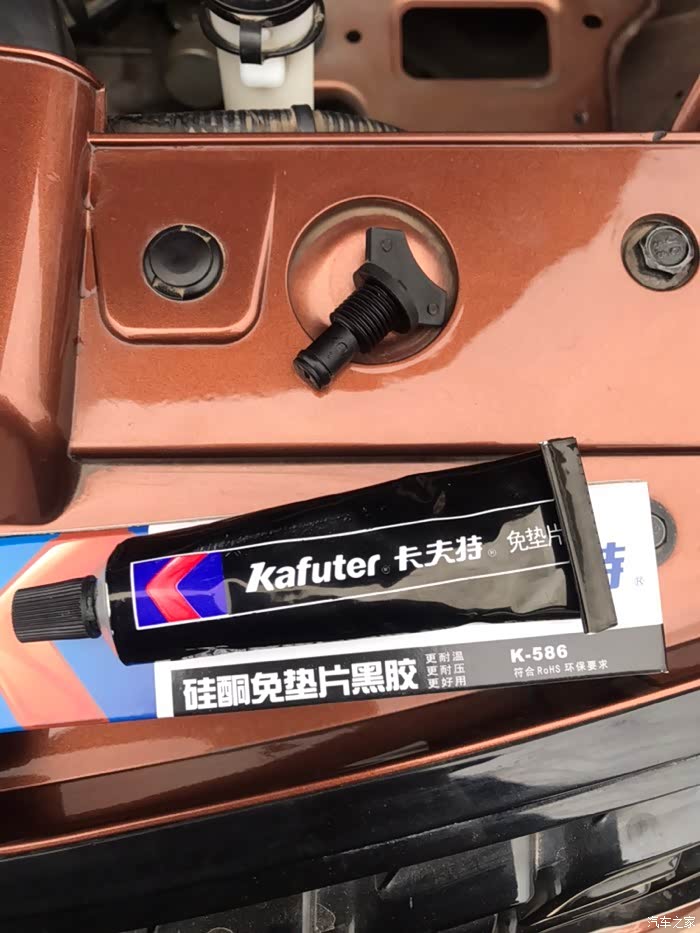 Kafuter® 卡夫特® 免垫片
特®
硅酮免垫片黑胶
更耐温
更耐压
更好用
K-586
符合RoHS环保要求
汽车之家